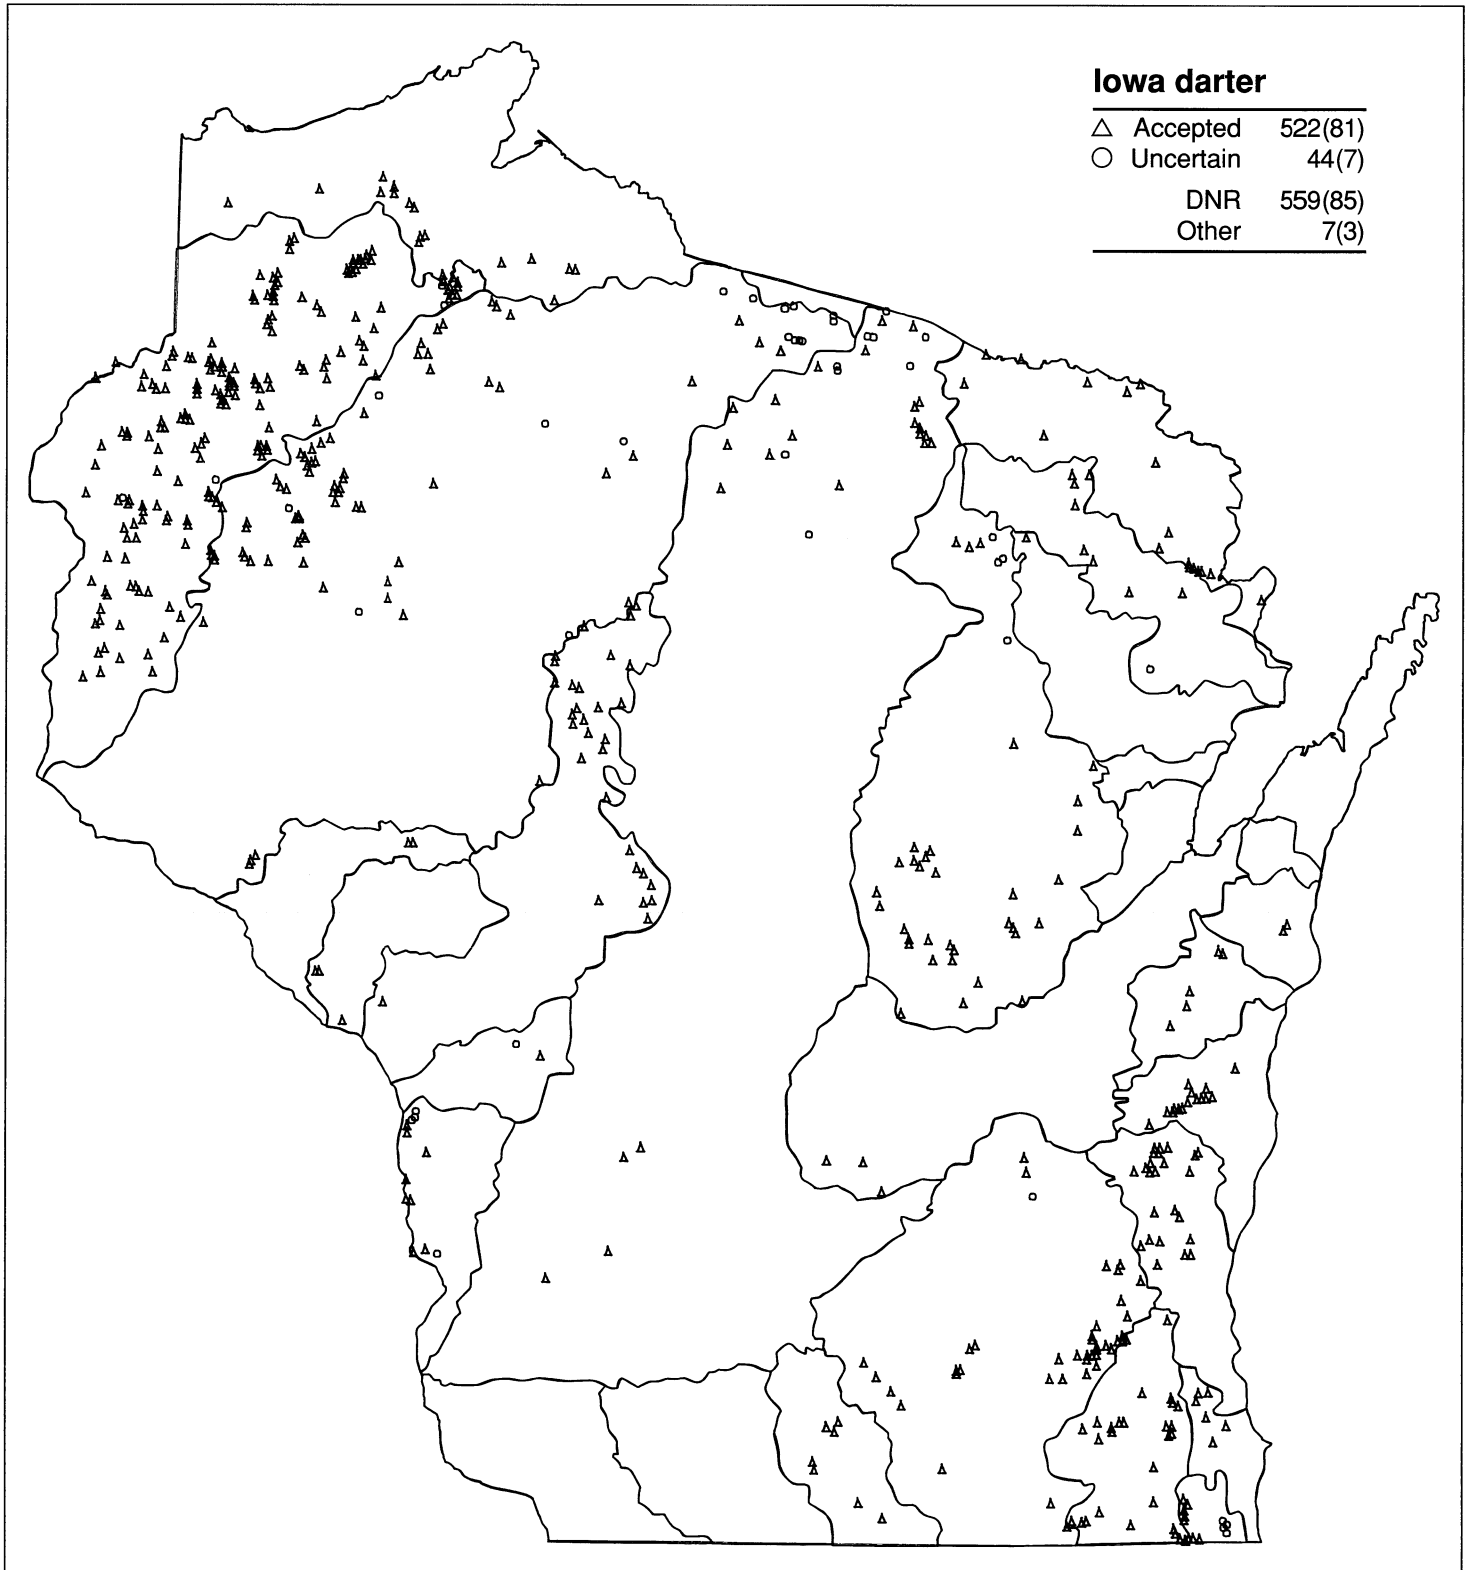 Iowa darter
△ Accepted 522(81)
○ Uncertain 44(7)
DNR 559(85)
Other 7(3)